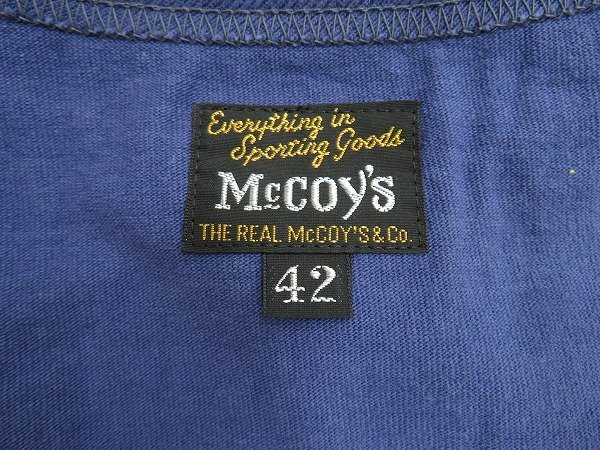 Everything in
Sporting Goods
McCOY'S
THE REAL McCOY'S & Co.
42